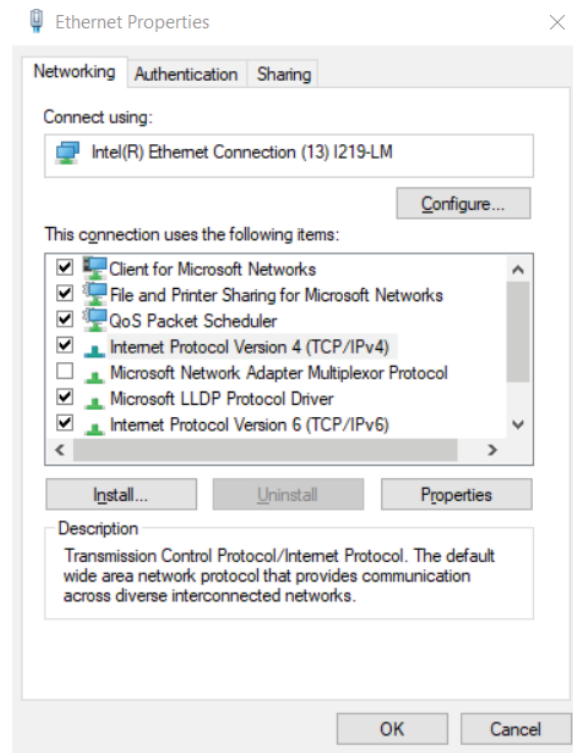 Ethernet Properties
Networking Authentication Sharing
Connect using:
Intel(R) Ethernet Connection (13) I219-LM
Configure...
This connection uses the following items:
Client for Microsoft Networks
File and Printer Sharing for Microsoft Networks
QoS Packet Scheduler
Internet Protocol Version 4 (TCP/IPv4)
Microsoft Network Adapter Multiplexor Protocol
Microsoft LLDP Protocol Driver
Internet Protocol Version 6 (TCP/IPv6)
Install... Uninstall Properties
Description
Transmission Control Protocol/Internet Protocol. The default
wide area network protocol that provides communication
across diverse interconnected networks.
OK Cancel